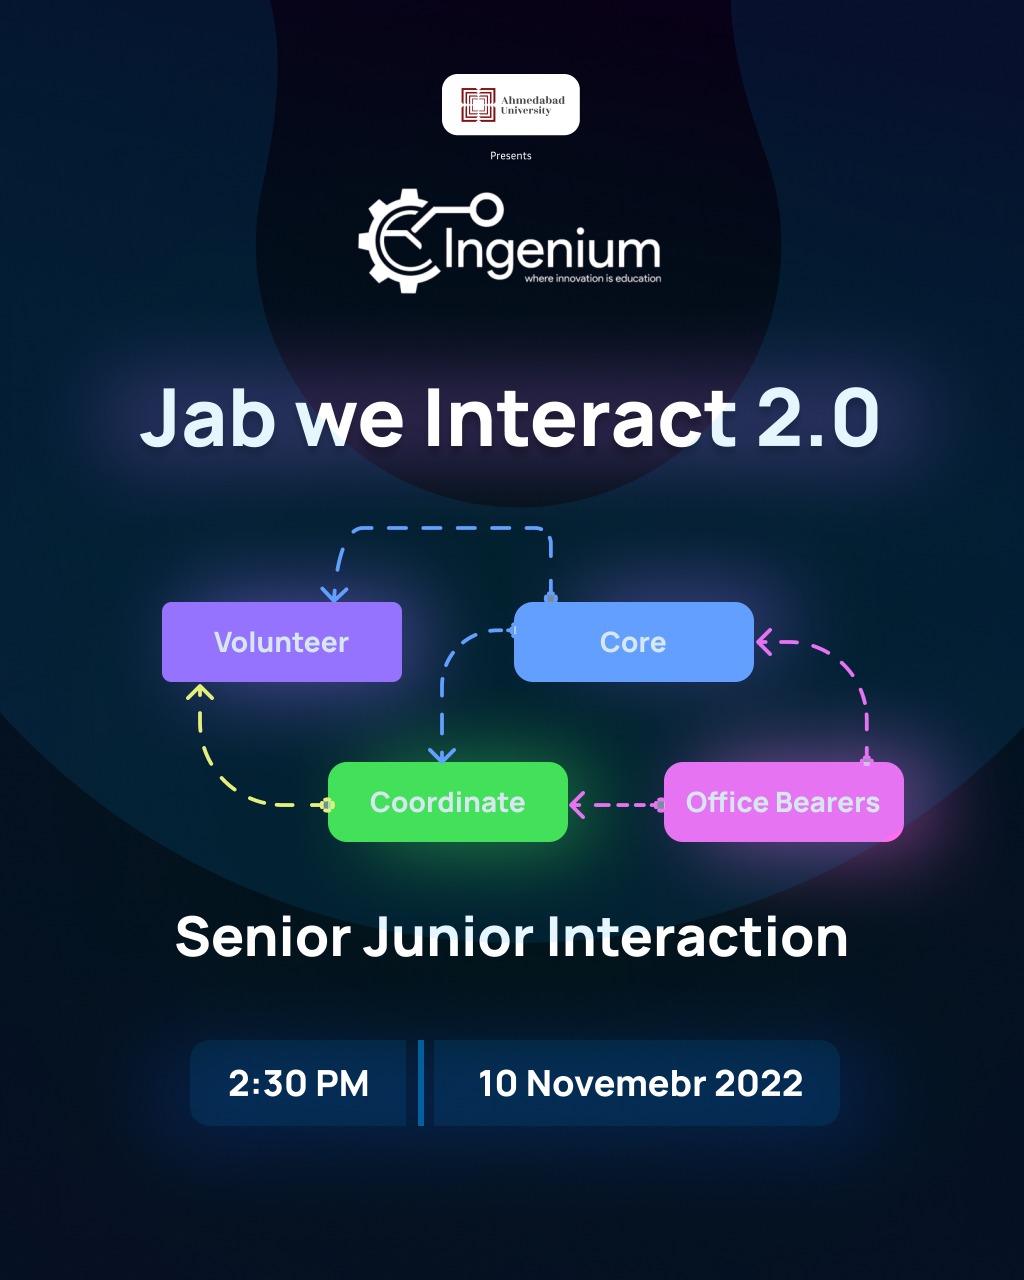 Ahmedabad
University
Presents
Ingenium
where innovation is education
Jab we Interact 2.0
Volunteer
Core
Coordinate
Office Bearers
Senior Junior Interaction
2:30 PM
10 Novemebr 2022